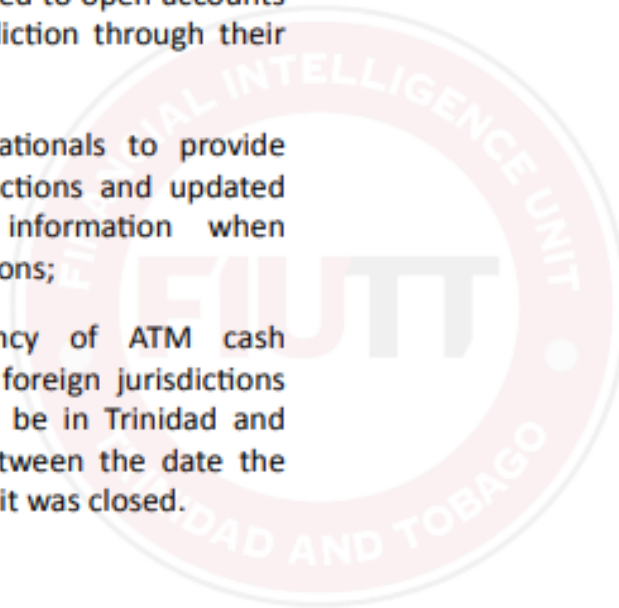 ed to open accounts
diction through their
ationals to provide
ctions and updated
information when
ons;
ncy of ATM cash
foreign jurisdictions
be in Trinidad and
tween the date the
it was closed.
FINANCIAL INTELLIGENCE UNIT
FIUTT
TRINIDAD AND TOBAGO